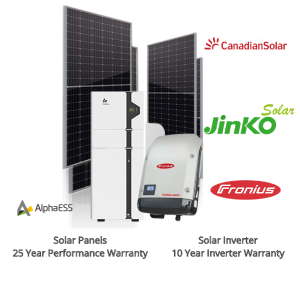 CanadianSolar
Solar
JinKO
Fronius
AlphaESS
Solar Panels
25 Year Performance Warranty
Solar Inverter
10 Year Inverter Warranty